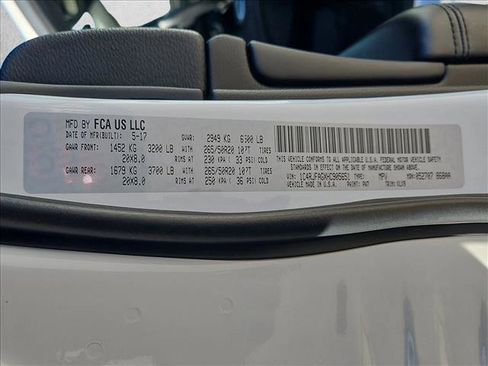 MFD BY FCA US LLC
DATE OF MFR(BUILT): 5-17 GVWR: 2949 KG 6500 LB
GAWR FRONT: 1452 KG 3200 LB WITH 265/50R20 107T TIRES
20X8.0 RIMS AT 230 KPA( 33 PSI COLD)
GAWR REAR: 1679 KG 3700 LB WITH 265/50R20 107T TIRES
20X8.0 RIMS AT 250 KPA( 36 PSI COLD)
THIS VEHICLE CONFORMS TO ALL APPLICABLE U.S.A. FEDERAL MOTOR VEHICLE SAFETY
STANDARDS IN EFFECT ON THE DATE OF MANUFACTURE SHOWN ABOVE.
VEHICLE MADE IN U.S.A. PAINT: PW7 TRIM:
VIN: TYPE: MPV MDH: 052707